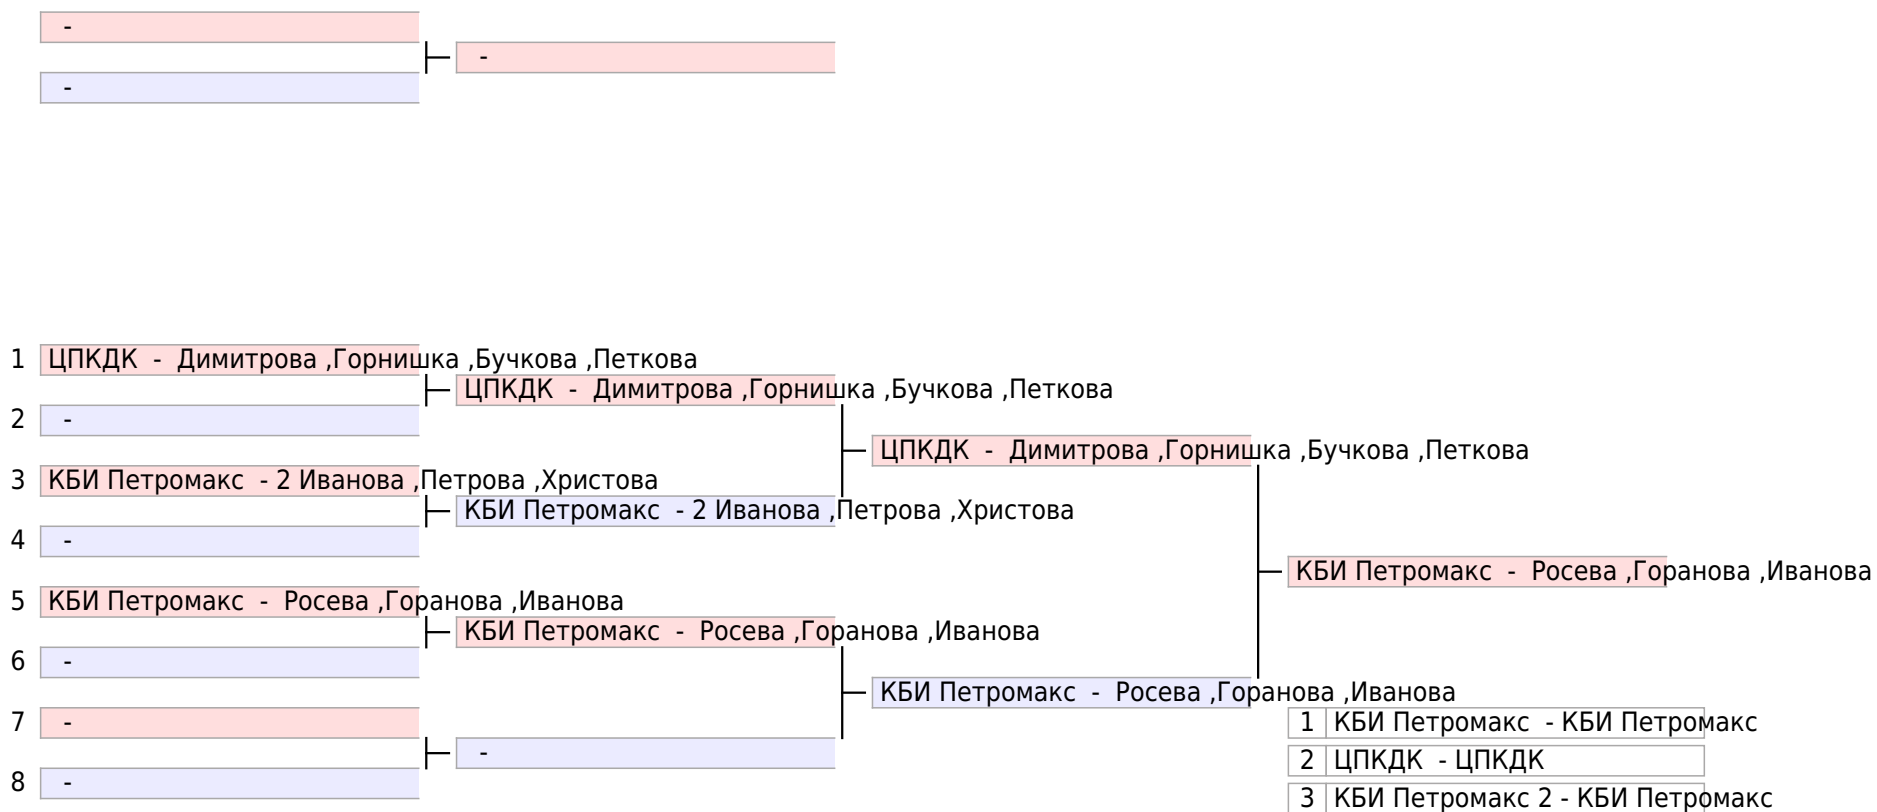 -
-
-
1 ЦПКДК - Димитрова ,Горнишка ,Бучкова ,Петкова
ЦПКДК - Димитрова ,Горнишка ,Бучкова ,Петкова
2 -
ЦПКДК - Димитрова ,Горнишка ,Бучкова ,Петкова
3 КБИ Петромакс - 2 Иванова ,Петрова ,Христова
КБИ Петромакс - 2 Иванова ,Петрова ,Христова
4 -
КБИ Петромакс - Росева ,Горанова ,Иванова
5 КБИ Петромакс - Росева ,Горанова ,Иванова
КБИ Петромакс - Росева ,Горанова ,Иванова
6 -
КБИ Петромакс - Росева ,Горанова ,Иванова
7 -
1 КБИ Петромакс - КБИ Петромакс
-
2 ЦПКДК - ЦПКДК
8 -
3 КБИ Петромакс 2 - КБИ Петромакс